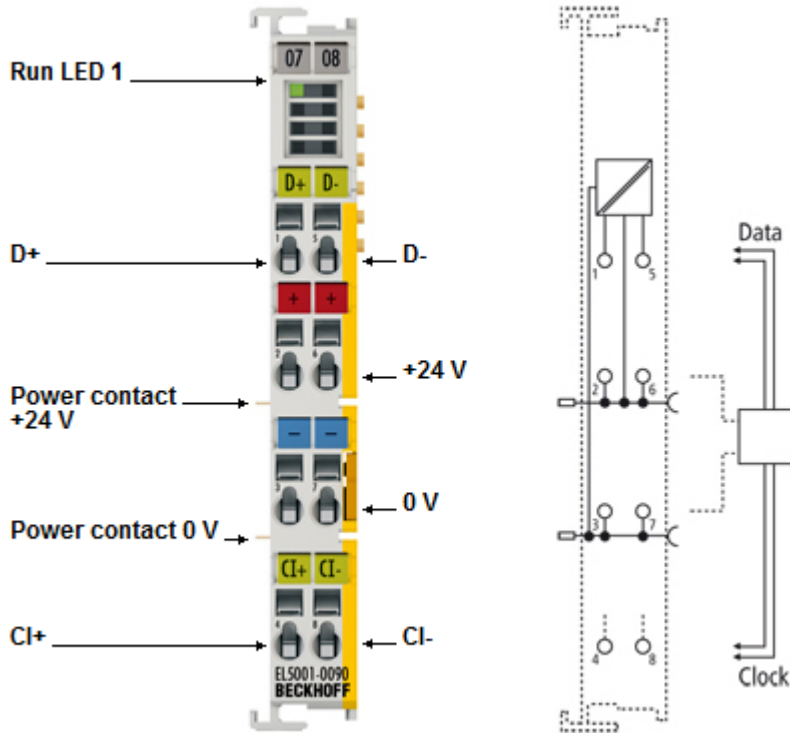 Run LED 1
07 08
D+ D-
D+
1 5
D-
+ +
2 6
+24 V
Power contact
+24 V
– –
3 7
0 V
Power contact 0 V
CI+ CI-
CI+
4 8
CI-
EL5001-0090
BECKHOFF
Data
1 5
2 6
3 7
4 8
Clock